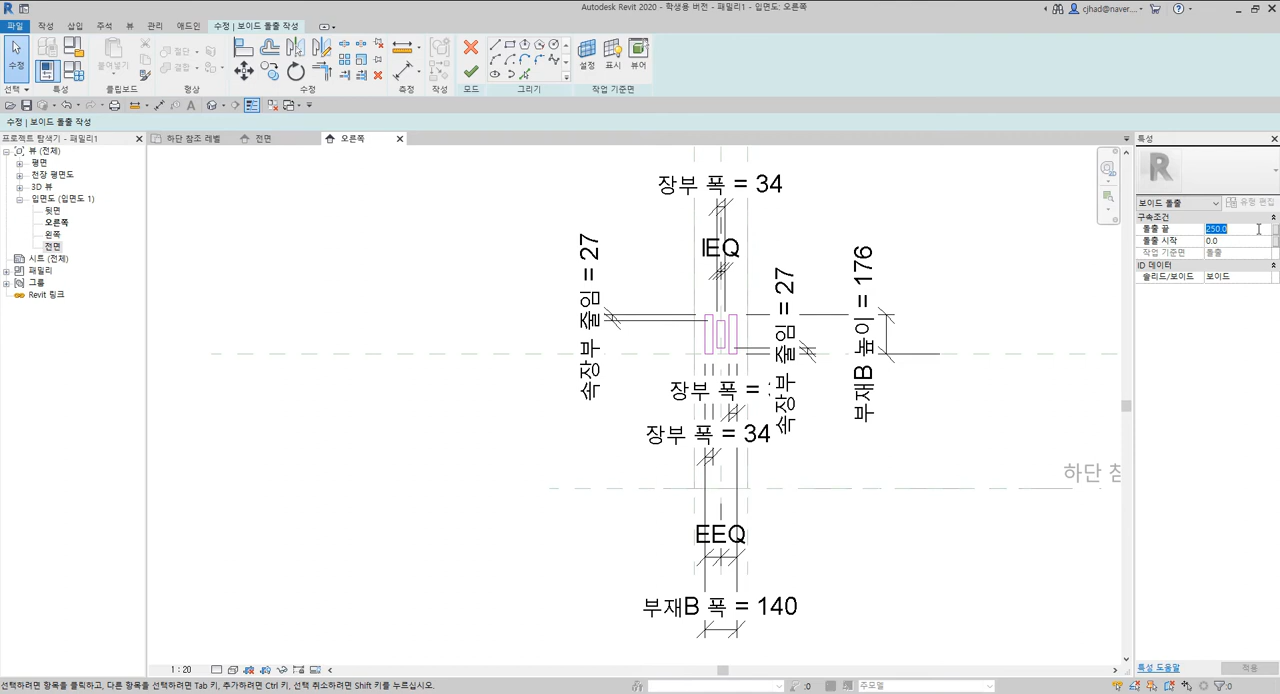 Autodesk Revit 2020 - 학생용 버전 - 패밀리1 - 입면도: 오른쪽
cjhad@naver....
파일 작성 삽입 주석 뷰 관리 애드인 수정 | 보이드 돌출 작성
수정
붙여넣기
절단
결합
설정 표시 뷰어
선택 특성 클립보드 형상 수정 측정 작성 모드 그리기 작업 기준면
수정 | 보이드 돌출 작성
프로젝트 탐색기 - 패밀리1
뷰 (전체)
평면
천장 평면도
3D 뷰
입면도 (입면도 1)
뒷면
오른쪽
왼쪽
전면
시트 (전체)
패밀리
그룹
Revit 링크
하단 참조 레벨 전면 오른쪽
장부 폭 = 34
EQ
속장부 줄임 = 27
속장부 줄임 = 27
부재B 높이 = 176
장부 폭 =
장부 폭 = 34
하단
EEQ
부재B 폭 = 140
특성
보이드 돌출 유형 편집
구속조건
돌출 끝 250.0
돌출 시작 0.0
작업 기준면 돌출
ID 데이터
솔리드/보이드 보이드
특성 도움말 적용
1 : 20
선택하려면 항목을 클릭하고, 다른 항목을 선택하려면 Tab 키, 추가하려면 Ctrl 키, 선택 취소하려면 Shift 키를 누르십시오.
:0 주모델 :0